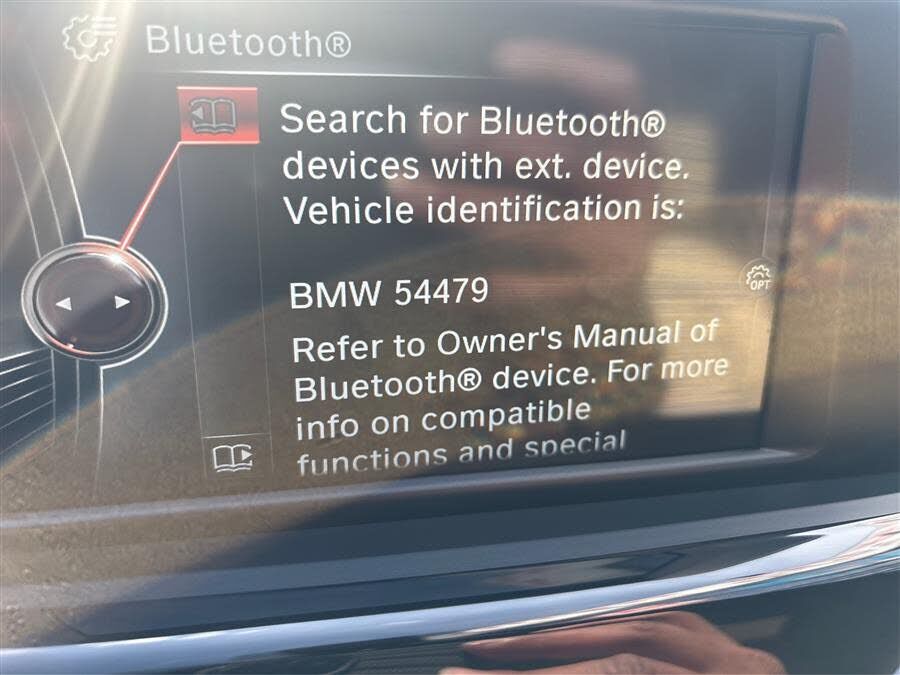 Bluetooth®
Search for Bluetooth®
devices with ext. device.
Vehicle identification is:
BMW 54479
OPT
Refer to Owner's Manual of
Bluetooth® device. For more
info on compatible
functions and special